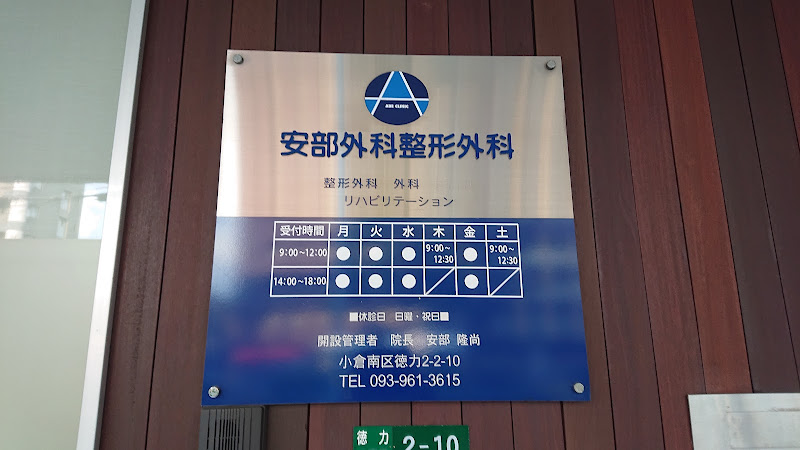 ABE CLINIC
安部外科整形外科
整形外科 外科
リハビリテーション
受付時間 月 火 水 木 金 土
9:00~12:00 ● ● ● 9:00~12:30 ● 9:00~12:30
14:00~18:00 ● ● ● ／ ● ／
■休診日 日曜・祝日■
開設管理者 院長 安部 隆尚
小倉南区徳力2-2-10
TEL 093-961-3615
徳力 2-10